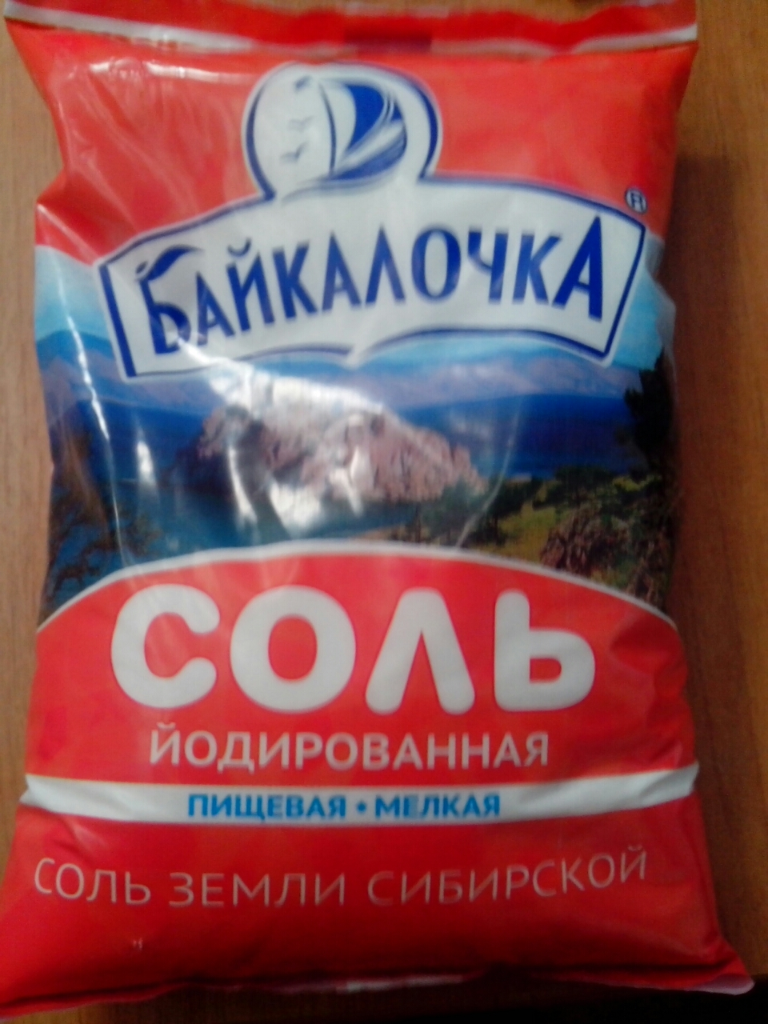 БАЙКАЛОЧКА ®
СОЛЬ
ЙОДИРОВАННАЯ
ПИЩЕВАЯ • МЕЛКАЯ
СОЛЬ ЗЕМЛИ СИБИРСКОЙ